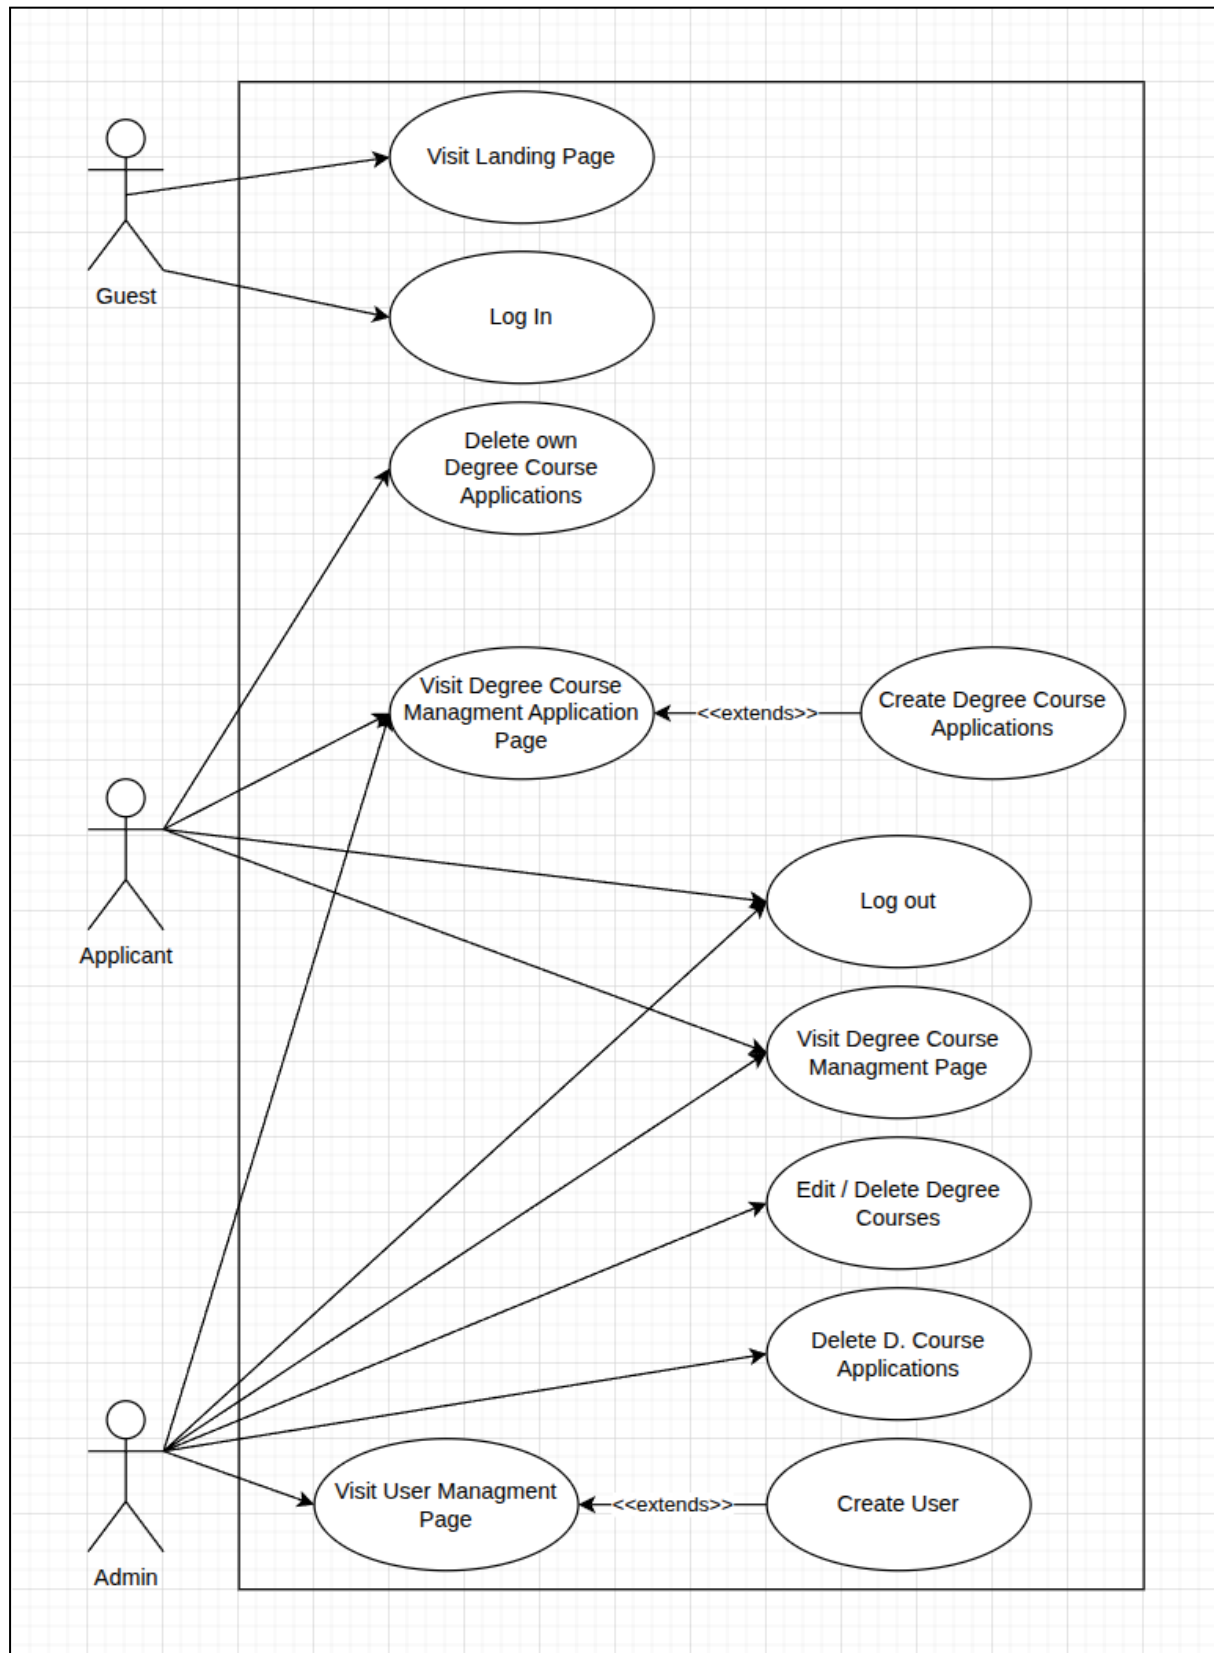 Visit Landing Page
Guest
Log In
Delete own
Degree Course
Applications
Visit Degree Course
Managment Application
Page
<<extends>>
Create Degree Course
Applications
Applicant
Log out
Visit Degree Course
Managment Page
Edit / Delete Degree
Courses
Delete D. Course
Applications
Admin
Visit User Managment
Page
<<extends>>
Create User